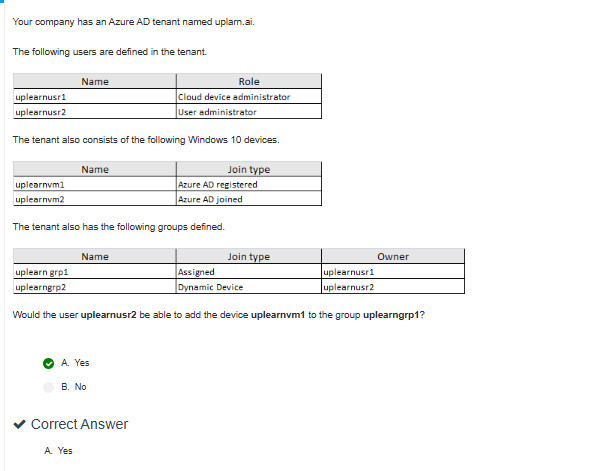 Your company has an Azure AD tenant named uplarn.ai.
The following users are defined in the tenant.
Name Role
uplearnusr1 Cloud device administrator
uplearnusr2 User administrator
The tenant also consists of the following Windows 10 devices.
Name Join type
uplearnvm1 Azure AD registered
uplearnvm2 Azure AD joined
The tenant also has the following groups defined.
Name Join type Owner
uplearn grp1 Assigned uplearnusr1
uplearngrp2 Dynamic Device uplearnusr2
Would the user uplearnusr2 be able to add the device uplearnvm1 to the group uplearngrp1?
A. Yes
B. No
Correct Answer
A. Yes